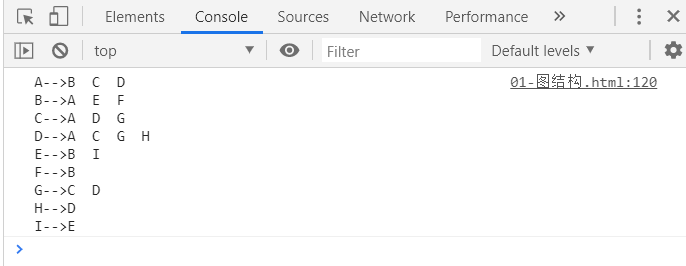 Elements Console Sources Network Performance »
top Filter Default levels
A-->B C D 01-图结构.html:120
B-->A E F
C-->A D G
D-->A C G H
E-->B I
F-->B
G-->C D
H-->D
I-->E
>